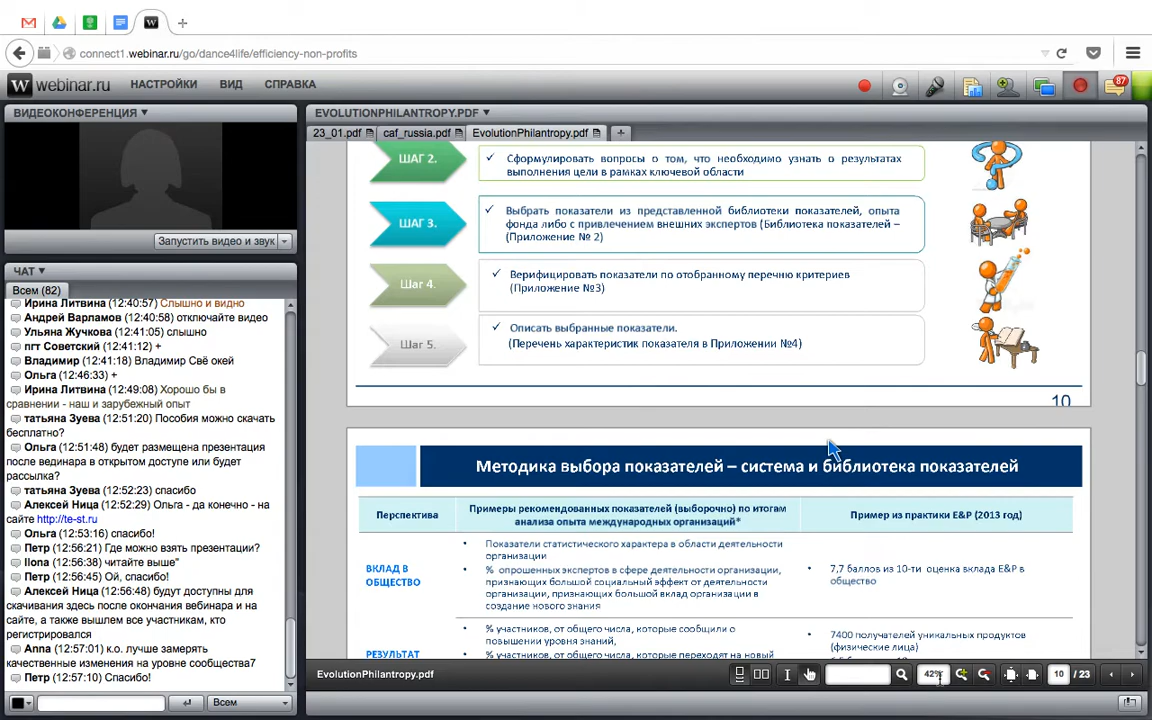 connect1.webinar.ru/go/dance4life/efficiency-non-profits
W webinar.ru НАСТРОЙКИ ВИД СПРАВКА 87
ВИДЕОКОНФЕРЕНЦИЯ
Запустить видео и звук
ЧАТ
Всем (82)
Ирина Литвина (12:40:57) Слышно и видно
Андрей Варламов (12:40:58) отключайте видео
Ульяна Жучкова (12:41:05) слышно
пгт Советский (12:41:12) +
Владимир (12:41:18) Владимир Своё окей
Ольга (12:46:33) +
Ирина Литвина (12:49:08) Хорошо бы в
сравнении - наш и зарубежный опыт
татьяна Зуева (12:51:20) Пособия можно скачать
бесплатно?
Ольга (12:51:48) будет размещена презентация
после вединара в открытом доступе или будет
рассылка?
татьяна Зуева (12:52:23) спасибо
Алексей Ница (12:52:29) Ольга - да конечно - на
сайте http://te-st.ru
Ольга (12:53:16) спасибо!
Петр (12:56:21) Где можно взять презентации?
Ilona (12:56:38) читайте выше"
Петр (12:56:45) Ой, спасибо!
Алексей Ница (12:56:48) будут доступны для
скачивания здесь после окончания вебинара и на
сайте, а также вышлем все участникам, кто
регистрировался
Anna (12:57:01) к.о. лучше замерять
качественные изменения на уровне сообщества?
Петр (12:57:10) Спасибо!
Всем
EVOLUTIONPHILANTROPY.PDF
23_01.pdf caf_russia.pdf EvolutionPhilantropy.pdf
ШАГ 2.
Сформулировать вопросы о том, что необходимо узнать о результатах
выполнения цели в рамках ключевой области
ШАГ 3.
Выбрать показатели из представленной библиотеки показателей, опыта
фонда либо с привлечением внешних экспертов (Библиотека показателей –
(Приложение № 2)
Шаг 4.
Верифицировать показатели по отобранному перечню критериев
(Приложение №3)
Шаг 5.
Описать выбранные показатели.
(Перечень характеристик показателя в Приложении №4)
10
Методика выбора показателей – система и библиотека показателей
Перспектива
Примеры рекомендованных показателей (выборочно) по итогам
анализа опыта международных организаций*
Пример из практики E&P (2013 год)
ВКЛАД В
ОБЩЕСТВО
Показатели статистического характера в области деятельности
организации
% опрошенных экспертов в сфере деятельности организации,
признающих большой социальный эффект от деятельности
организации, признающих большой вклад организации в
создание нового знания
7,7 баллов из 10-ти оценка вклада E&P в
общество
РЕЗУЛЬТАТ
% участников, от общего числа, которые сообщили о
повышении уровня знаний,
% участников, от общего числа, которые переходят на новый
7400 получателей уникальных продуктов
(физические лица)
EvolutionPhilantropy.pdf
42%
10 / 23